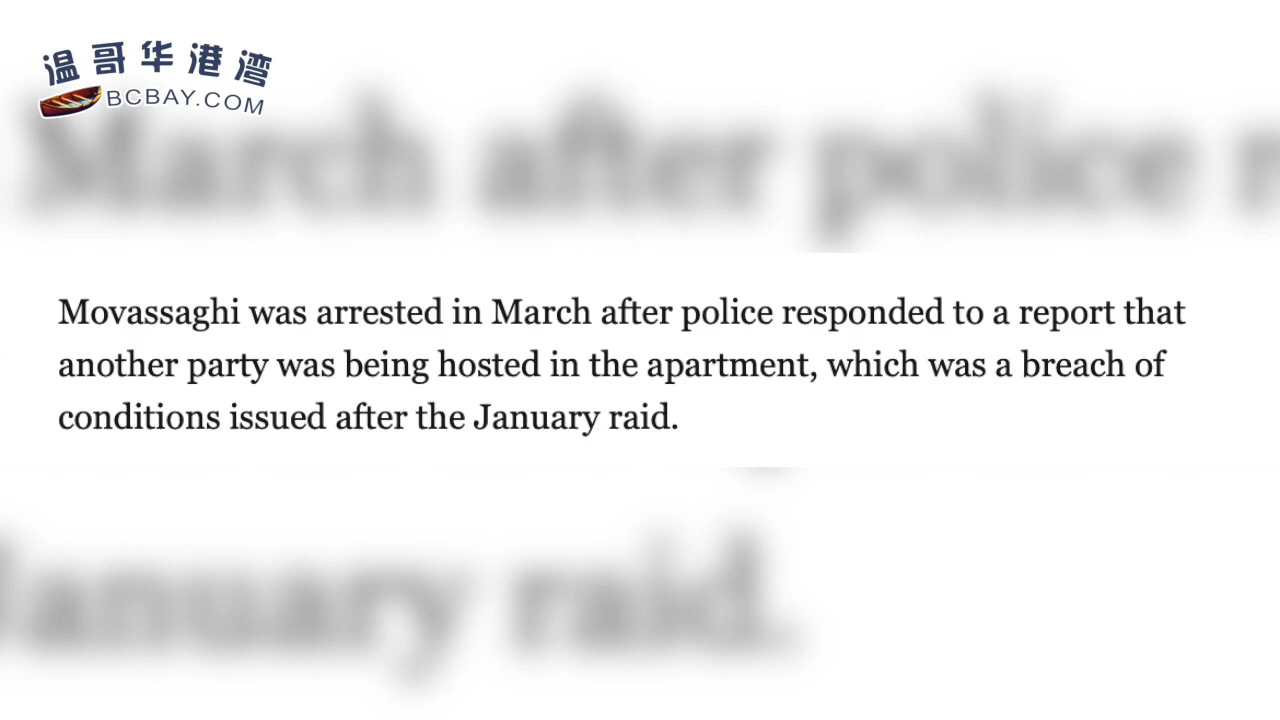 温哥华港湾
BCBAY.COM
March after police
Movassaghi was arrested in March after police responded to a report that
another party was being hosted in the apartment, which was a breach of
conditions issued after the January raid.
January raid.